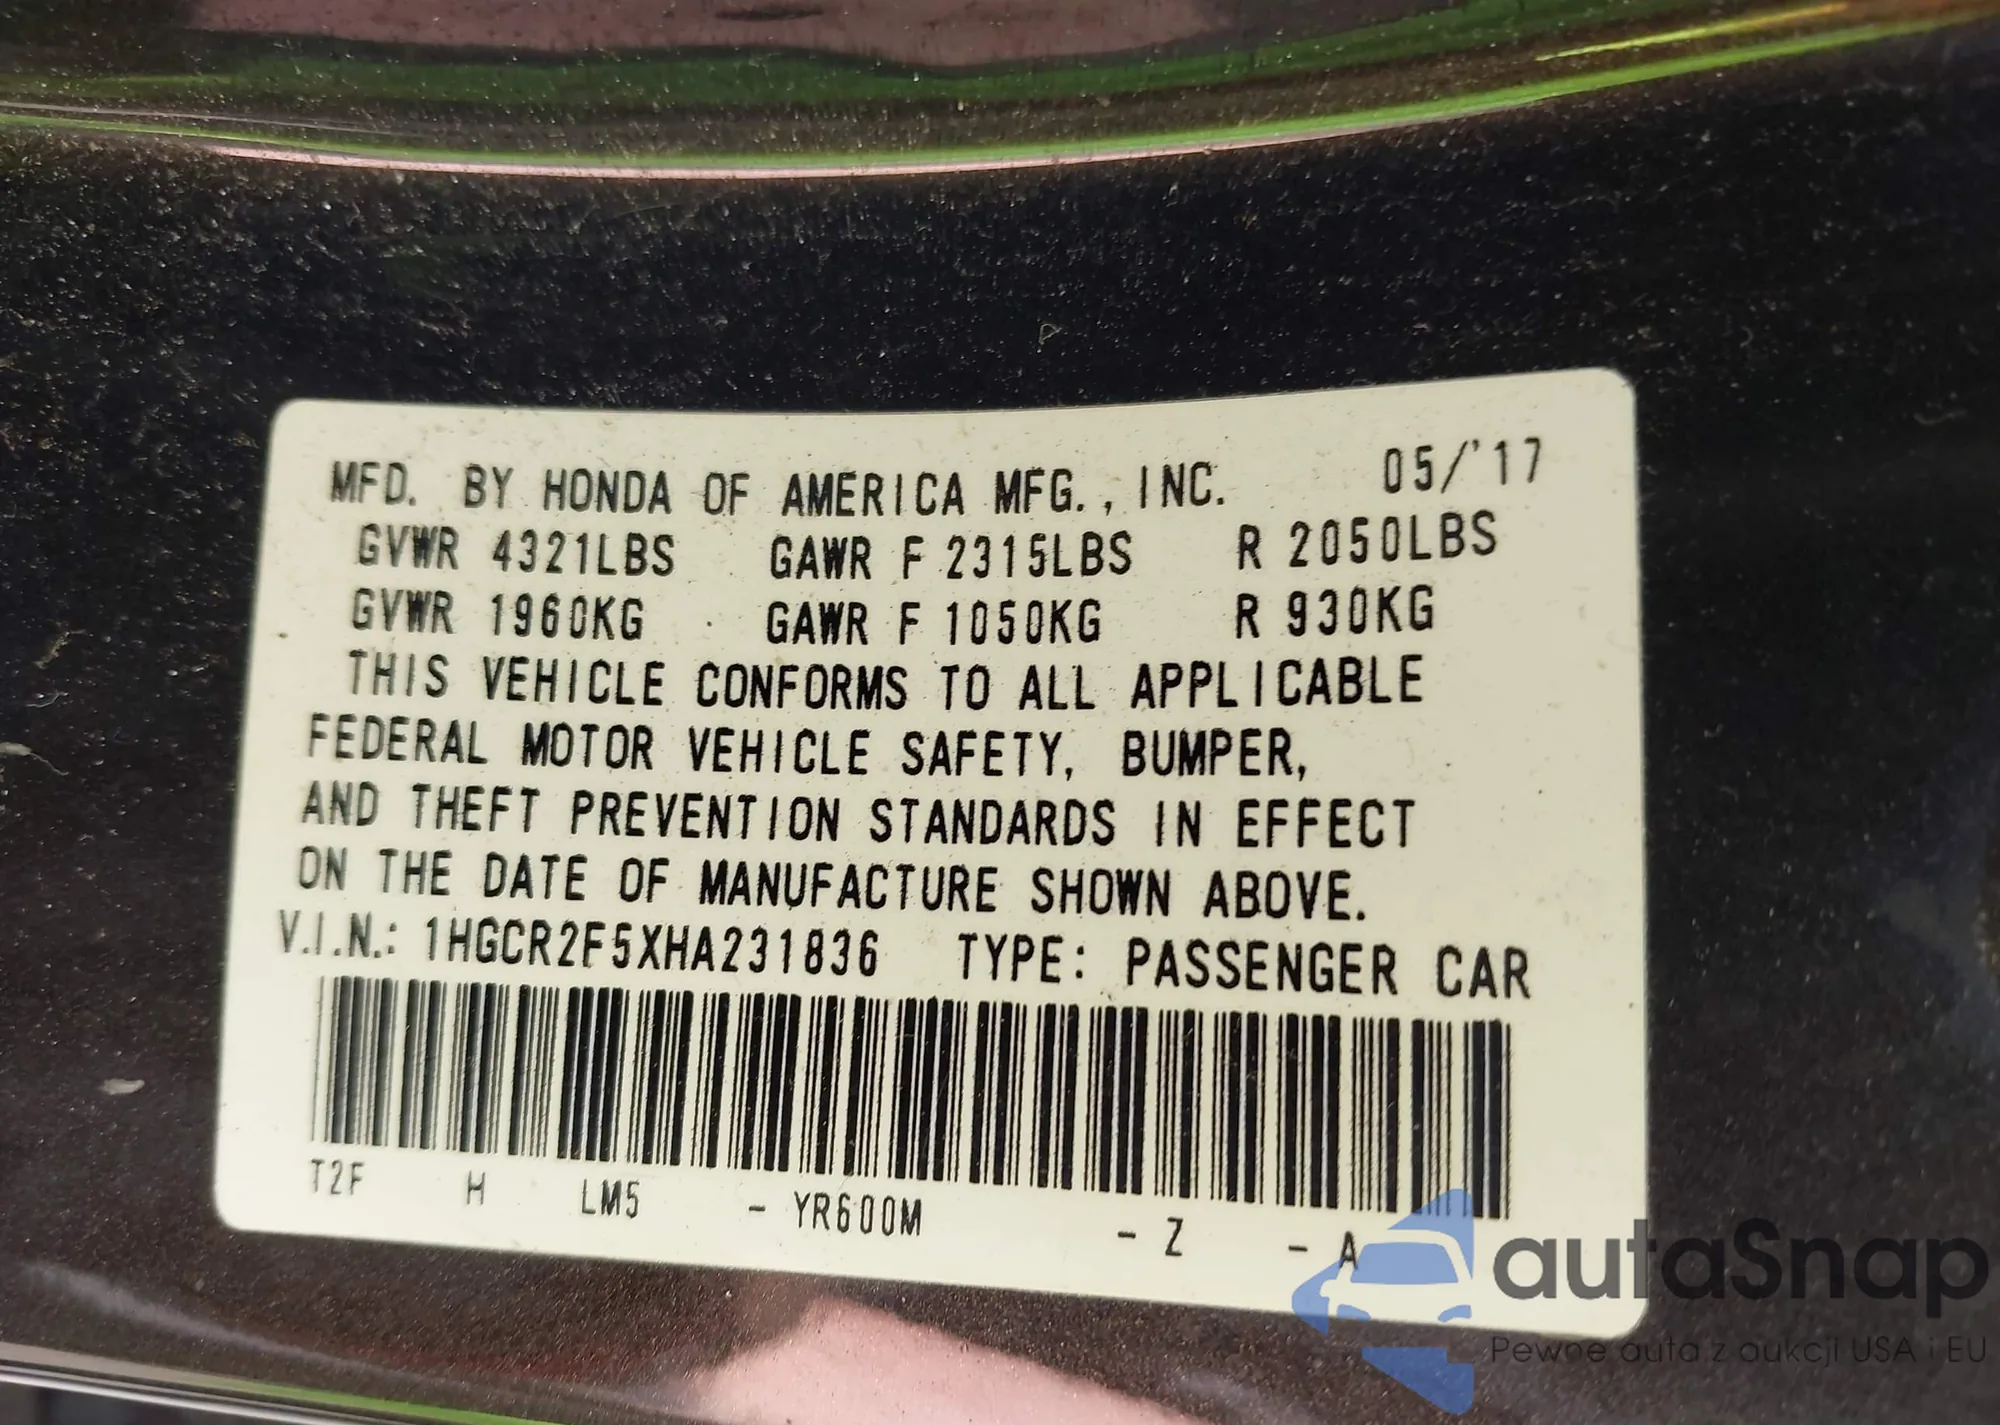 MFD. BY HONDA OF AMERICA MFG., INC. 05/'17
GVWR 4321LBS GAWR F 2315LBS R 2050LBS
GVWR 1960KG GAWR F 1050KG R 930KG
THIS VEHICLE CONFORMS TO ALL APPLICABLE
FEDERAL MOTOR VEHICLE SAFETY, BUMPER,
AND THEFT PREVENTION STANDARDS IN EFFECT
ON THE DATE OF MANUFACTURE SHOWN ABOVE.
V.I.N.: 1HGCR2F5XHA231836 TYPE: PASSENGER CAR
T2F H LM5 - YR600M - Z - A
autaSnap
Pewne auta z aukcji USA i EU